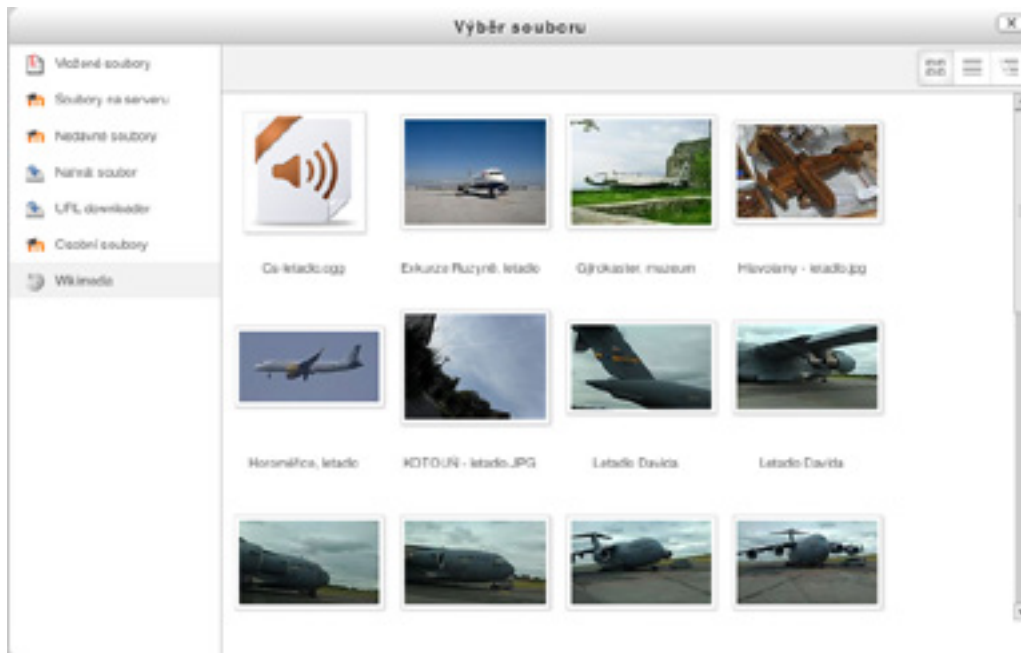 Výběr souboru
Vložené soubory
Soubory na serveru
Nedávné soubory
Nahrát soubor
URL downloader
Osobní soubory
Wikimedia
Cs-letadlo.ogg
Exkurze Ruzyně, letadlo
Gjirokaster, muzeum
Hlavolamy - letadlo.jpg
Horoměřice, letadlo
KOTOUŇ - letadlo.JPG
Letadlo Davida
Letadlo Davida